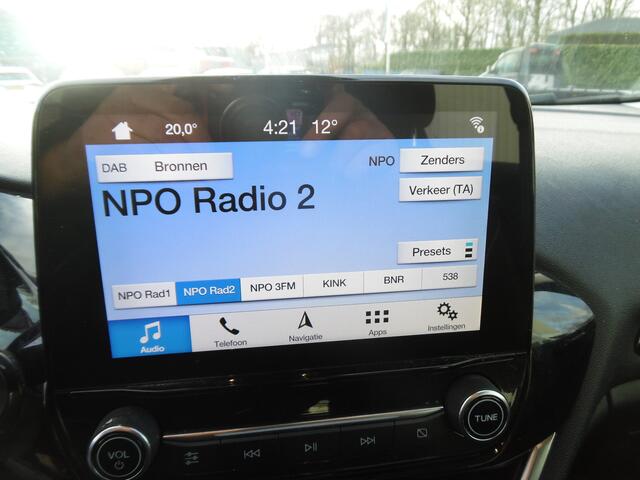 20,0° 4:21 12°
DAB Bronnen NPO Zenders
NPO Radio 2
Verkeer (TA)
Presets
NPO Rad1 NPO Rad2 NPO 3FM KINK BNR 538
Audio Telefoon Navigatie Apps Instellingen
VOL TUNE